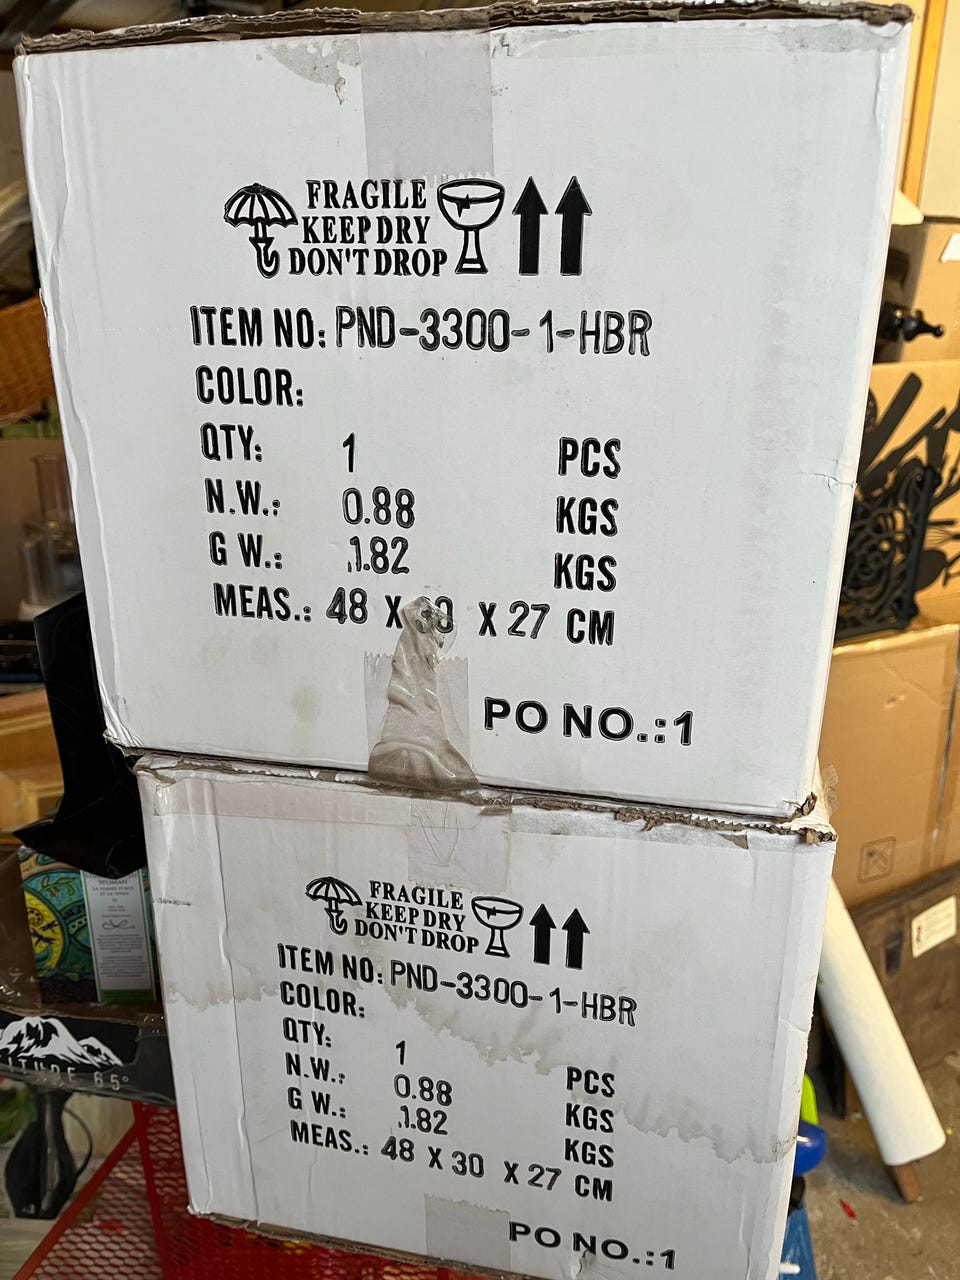 FRAGILE
KEEP DRY
DON'T DROP
ITEM NO: PND-3300-1-HBR
COLOR:
QTY: 1 PCS
N.W.: 0.88 KGS
G W.: 1.82 KGS
MEAS.: 48 X 30 X 27 CM
PO NO.:1
FRAGILE
KEEP DRY
DON'T DROP
ITEM NO: PND-3300-1-HBR
COLOR:
QTY: 1 PCS
N.W.: 0.88 KGS
G W.: 1.82 KGS
MEAS.: 48 X 30 X 27 CM
PO NO.:1
WOMAN
65°